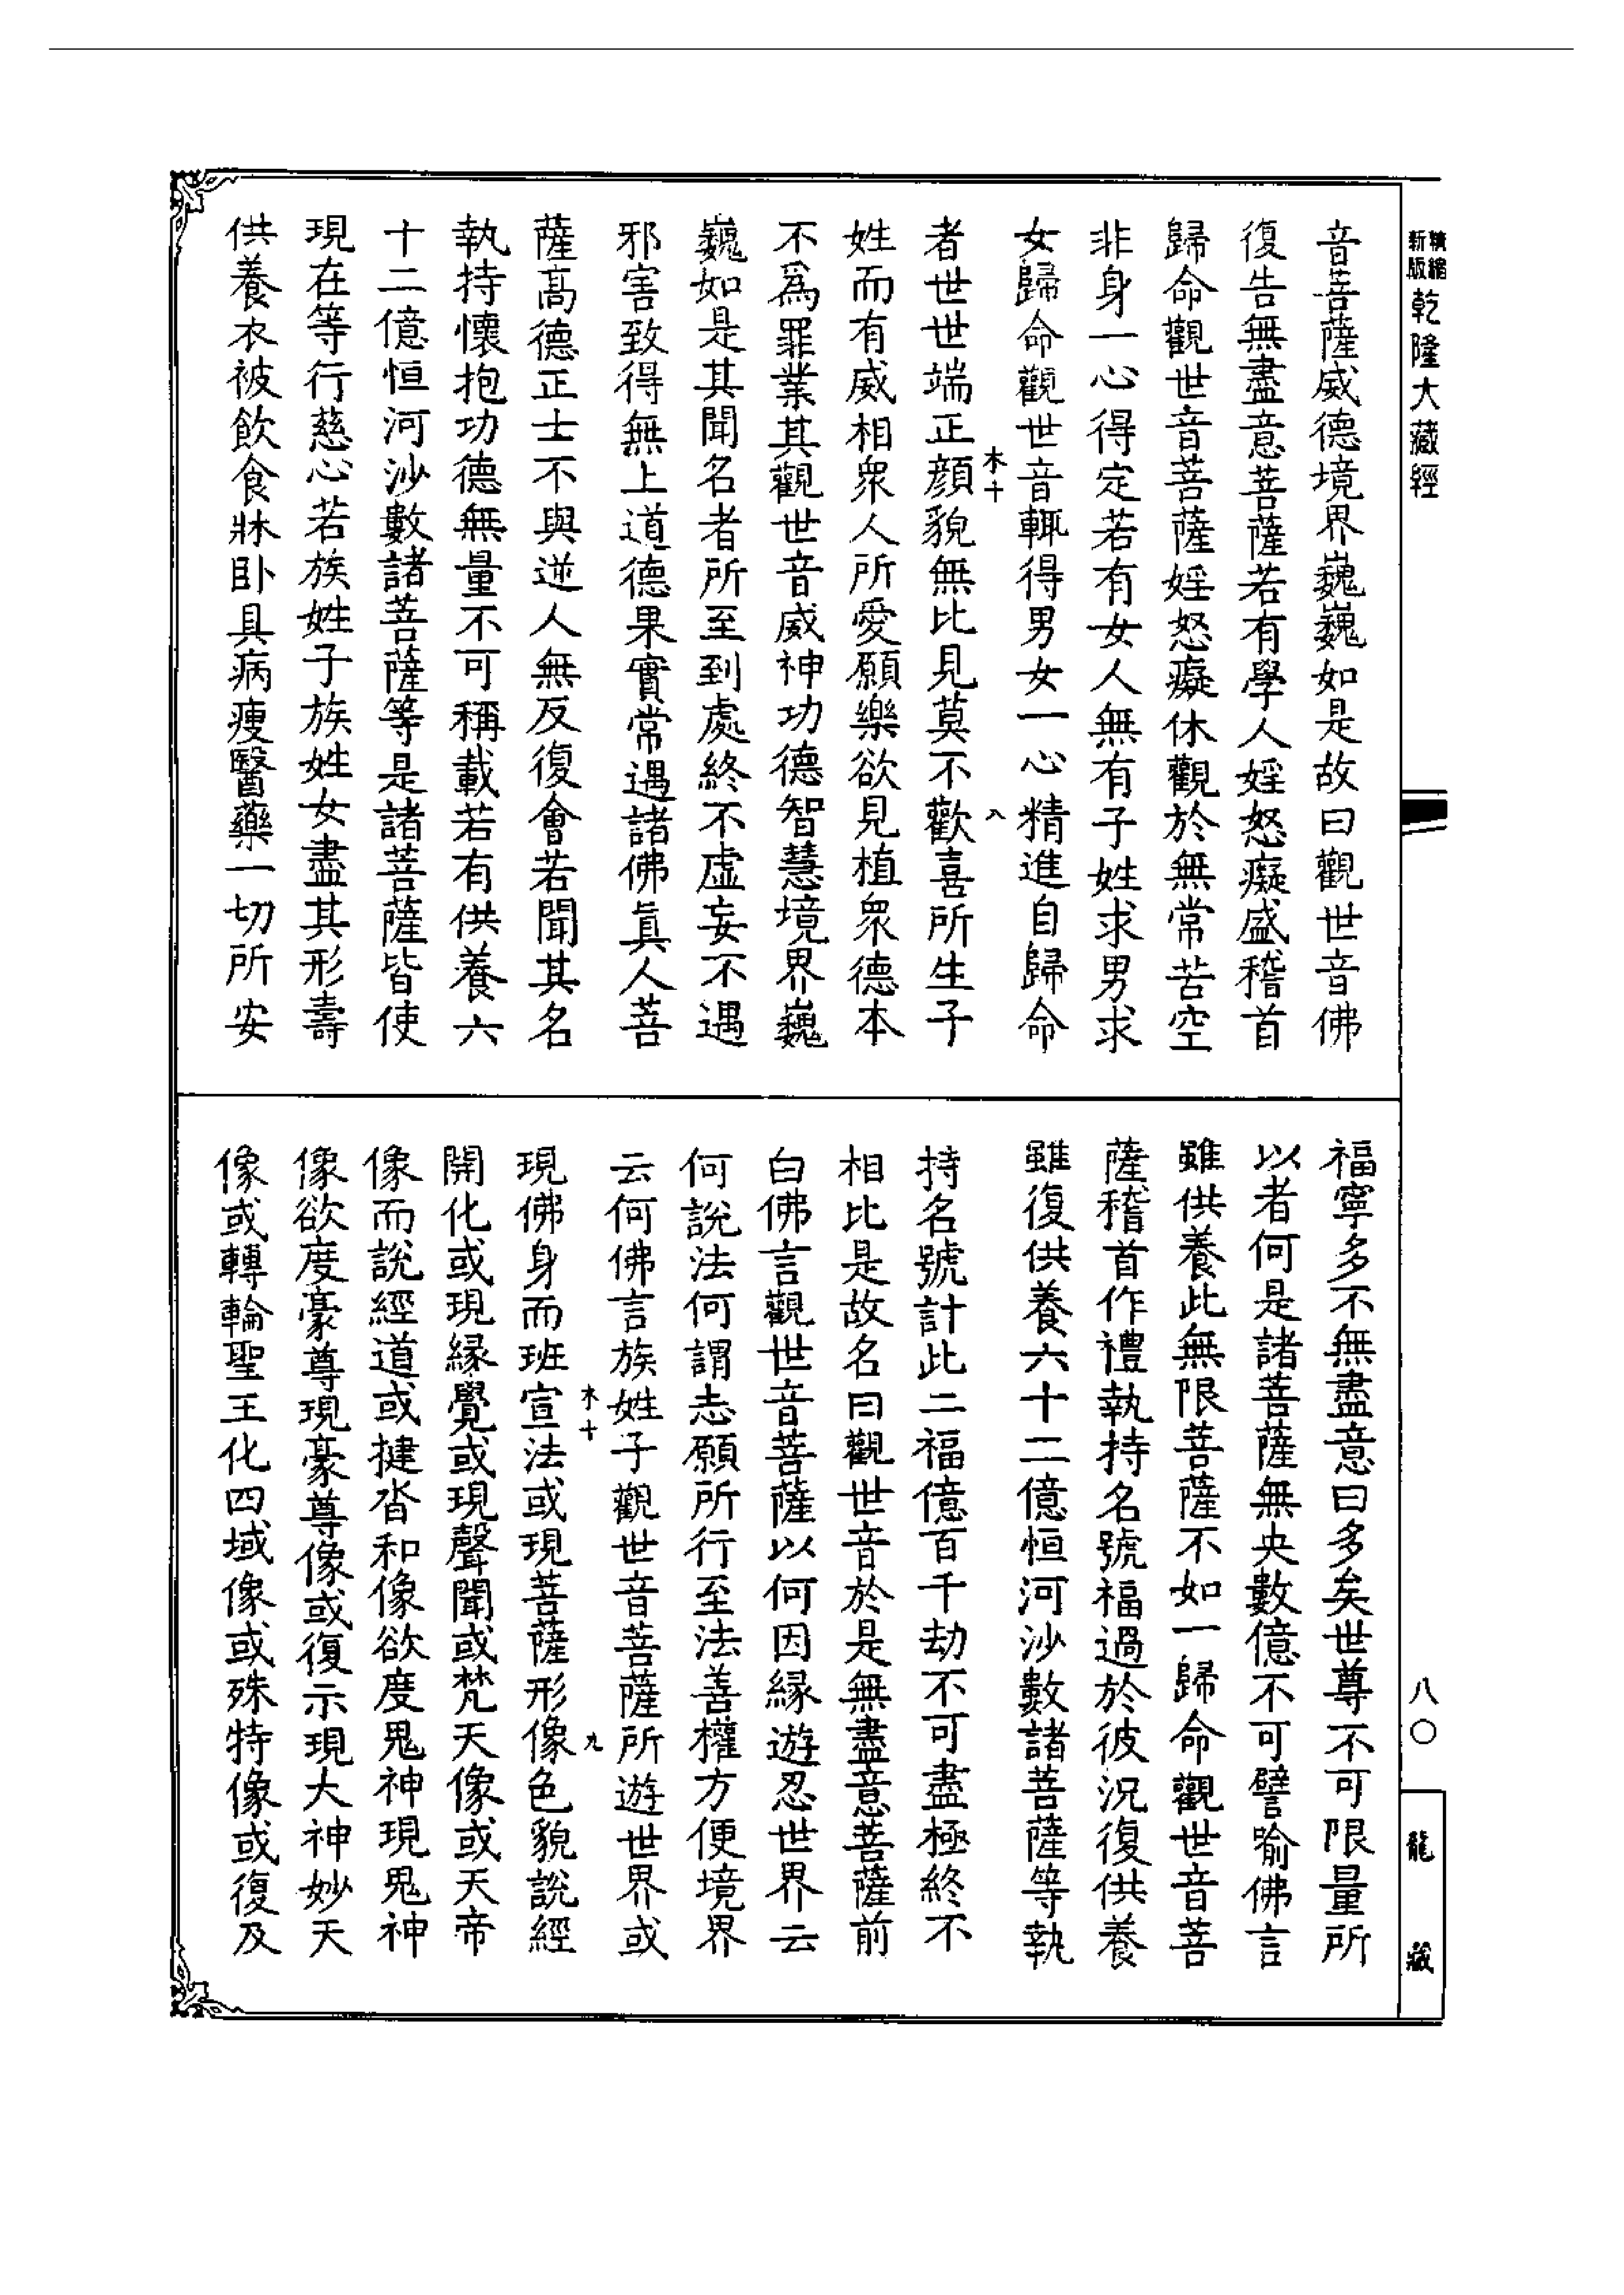 精縮新版乾隆大藏經
音菩薩威德境界巍巍如是故曰觀世音佛
復告無盡意菩薩若有學人婬怒癡盛稽首
歸命觀世音菩薩婬怒癡休觀於無常苦空
非身一心得定若有女人無有子姓求男求
女歸命觀世音輒得男女一心精進自歸命
木十 八
者世世端正顏貌無比見莫不歡喜所生子
姓而有威相衆人所愛願樂欲見植衆德本
不爲罪業其觀世音威神功德智慧境界巍
巍如是其聞名者所至到處終不虛妄不遇
邪害致得無上道德果實常遇諸佛眞人菩
薩高德正士不與逆人無反復會若聞其名
執持懷抱功德無量不可稱載若有供養六
十二億恒河沙數諸菩薩等是諸菩薩皆使
現在等行慈心若族姓子族姓女盡其形壽
供養衣被飲食牀卧具病瘦醫藥一切所安
福寧多不無盡意曰多矣世尊不可限量所
以者何是諸菩薩無央數億不可譬喻佛言
雖供養此無限菩薩不如一歸命觀世音菩
薩稽首作禮執持名號福過於彼況復供養
雖復供養六十二億恒河沙數諸菩薩等執
持名號計此二福億百千劫不可盡極終不
相比是故名曰觀世音於是無盡意菩薩前
白佛言觀世音菩薩以何因緣遊忍世界云
何說法何謂志願所行至法善權方便境界
云何佛言族姓子觀世音菩薩所遊世界或
木十 九
現佛身而班宣法或現菩薩形像色貌說經
開化或現緣覺或現聲聞或梵天像或天帝
像而說經道或揵沓和像欲度鬼神現鬼神
像欲度豪尊現豪尊像或復示現大神妙天
像或轉輪聖王化四域像或殊特像或復及
八〇
龍藏